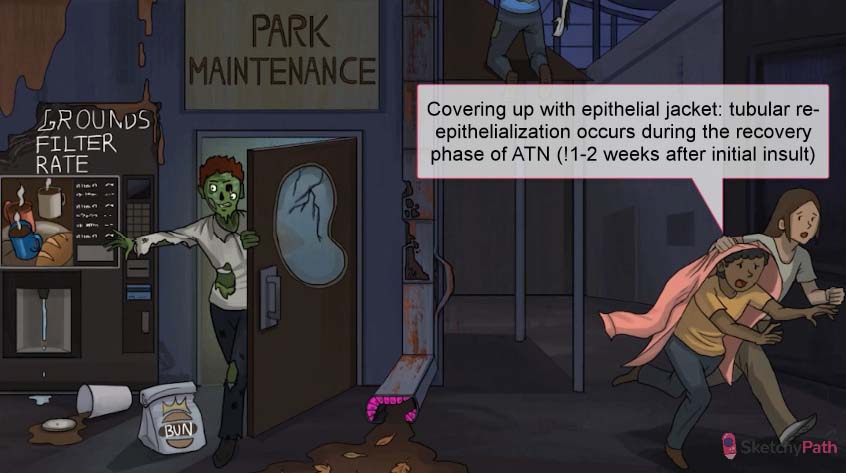 PARK
MAINTENANCE
GROUNDS
FILTER
RATE
Covering up with epithelial jacket: tubular re-
epithelialization occurs during the recovery
phase of ATN (!1-2 weeks after initial insult)
BUN
SketchyPath